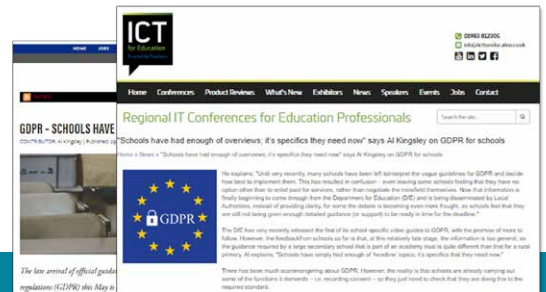 HOME JOBS
GDPR - SCHOOLS HAVE
CONTRIBUTOR: Al Kingsley | Published
The late arrival of official guida
regulations (GDPR) this May is
ICT
for Education
01983 812305
Home Conferences Product Reviews What's New Exhibitors News Speakers Events Jobs Contact
Regional IT Conferences for Education Professionals
Search the site...
"Schools have had enough of overviews; it's specifics they need now" says Al Kingsley on GDPR for schools
Home » News » "Schools have had enough of overviews; it's specifics they need now" says Al Kingsley on GDPR for schools
GDPR
He explains, "Until very recently, many schools have been left to interpret the vague guidelines for GDPR and decide
how best to implement them. This has resulted in confusion – even leaving some schools feeling that they have no
option other than to enlist paid for services, rather than negotiate the minefield themselves. Now that information is
finally beginning to come through from the Department for Education (DfE) and is being disseminated by Local
Authorities, instead of providing clarity, for some the debate is becoming even more fraught, as schools feel that they
are still not being given enough detailed guidance (or support) to be ready in time for the deadline."
The DfE has very recently released the first of its school specific video guides to GDPR, with the promise of more to
follow. However, the feedback from schools so far is that, at this relatively late stage, the information is too general, as
the guidance required by a large secondary school that is part of an academy trust is quite different than that for a rural
primary. Al explains, "Schools have simply had enough of 'headline' topics; it's specifics that they need now."
There has been much scaremongering about GDPR. However, the reality is that schools are already carrying out
some of the functions it demands – i.e. recording consent – so they just need to check that they are doing this to the
required standard.